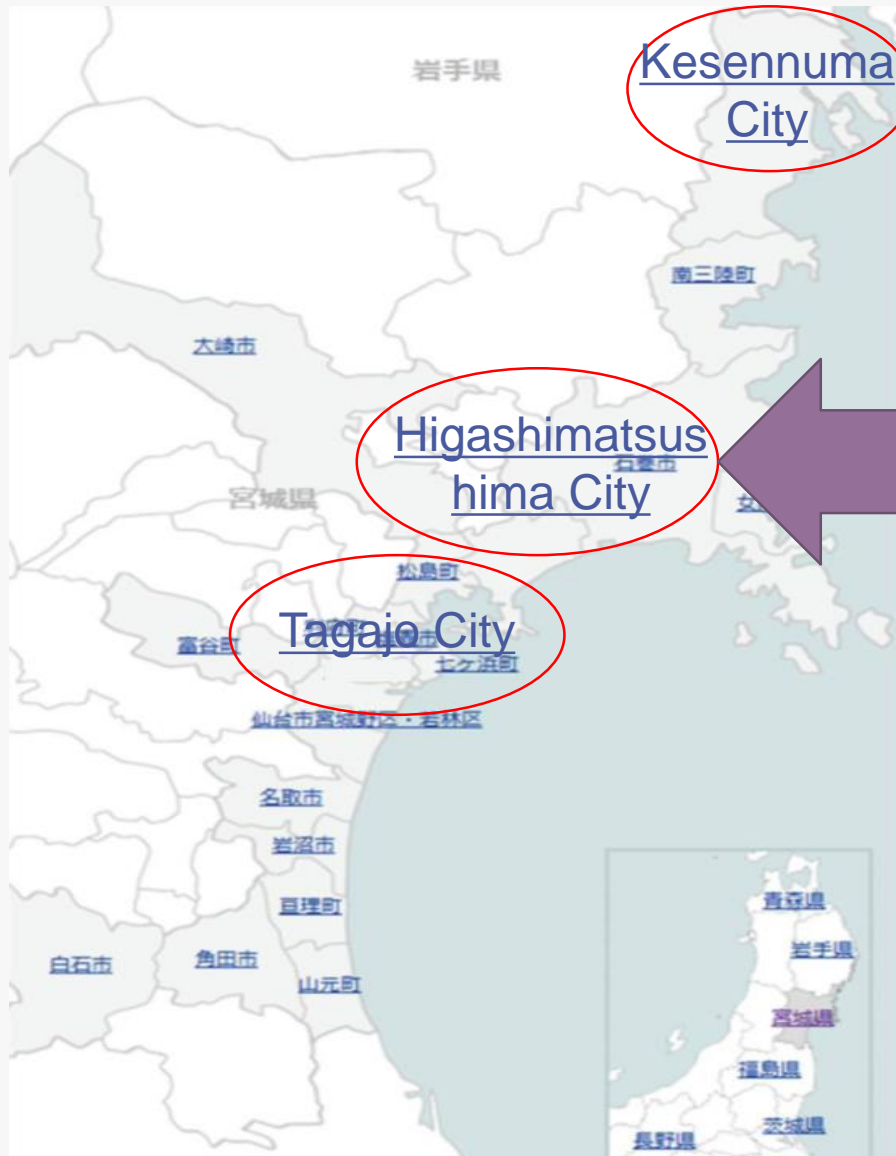 Kesennuma
City
岩手県
南三陸町
大崎市
Higashimatsus
hima City
石巻市
宮城県
女
松島町
Tagajo City
富谷町
七ヶ浜町
仙台市宮城野区・若林区
名取市
岩沼市
亘理町
角田市
白石市
山元町
青森県
岩手県
宮城県
福島県
茨城県
長野県